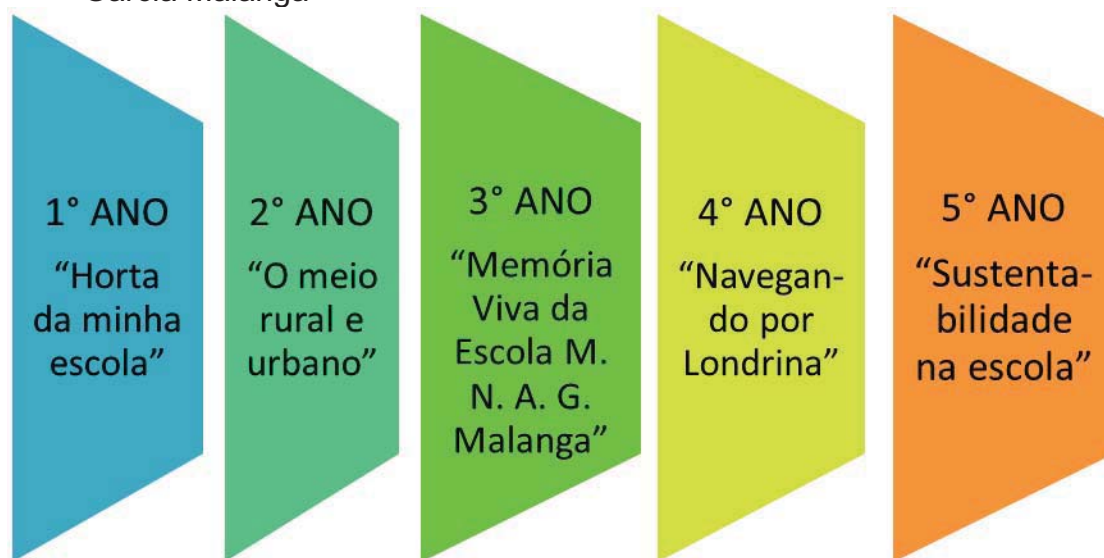 1° ANO
“Horta
da minha
escola”
2° ANO
“O meio
rural e
urbano”
3° ANO
“Memória
Viva da
Escola M.
N. A. G.
Malanga”
4° ANO
“Navegan-
do por
Londrina”
5° ANO
“Sustenta-
bilidade
na escola”